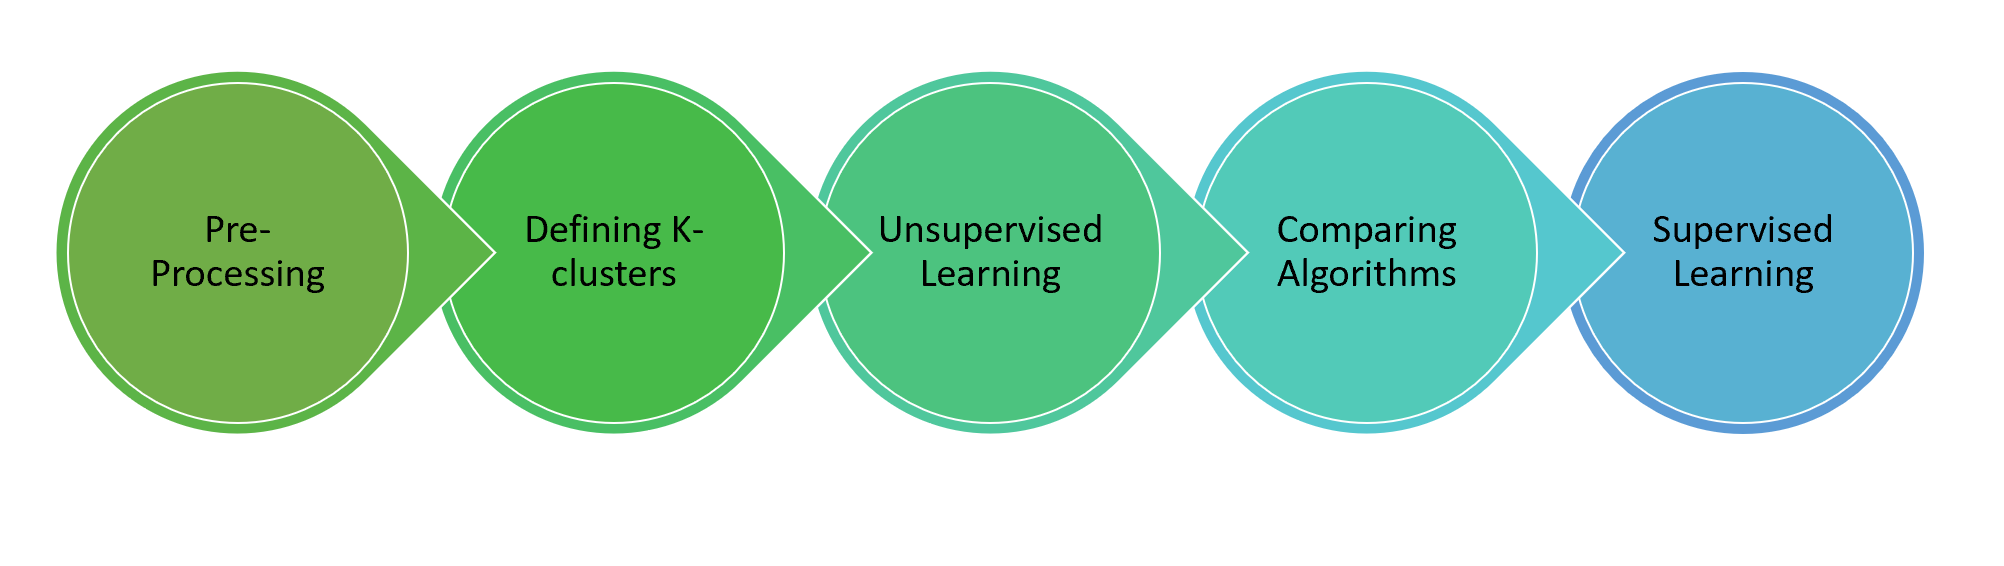 Pre-
Processing
Defining K-
clusters
Unsupervised
Learning
Comparing
Algorithms
Supervised
Learning